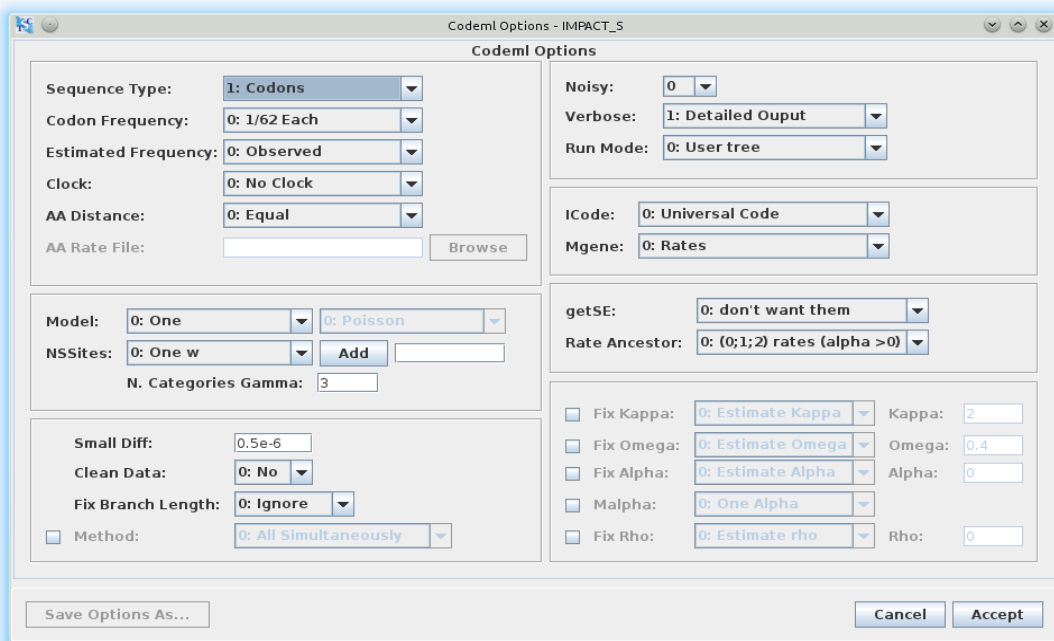 Codeml Options - IMPACT_S
Codeml Options
Sequence Type: 1: Codons
Codon Frequency: 0: 1/62 Each
Estimated Frequency: 0: Observed
Clock: 0: No Clock
AA Distance: 0: Equal
AA Rate File: Browse
Model: 0: One 0: Poisson
NSSites: 0: One w Add
N. Categories Gamma: 3
Small Diff: 0.5e-6
Clean Data: 0: No
Fix Branch Length: 0: Ignore
Method: 0: All Simultaneously
Noisy: 0
Verbose: 1: Detailed Ouput
Run Mode: 0: User tree
ICode: 0: Universal Code
Mgene: 0: Rates
getSE: 0: don't want them
Rate Ancestor: 0: (0;1;2) rates (alpha >0)
Fix Kappa: 0: Estimate Kappa Kappa: 2
Fix Omega: 0: Estimate Omega Omega: 0.4
Fix Alpha: 0: Estimate Alpha Alpha: 0
Malpha: 0: One Alpha
Fix Rho: 0: Estimate rho Rho: 0
Save Options As... Cancel Accept